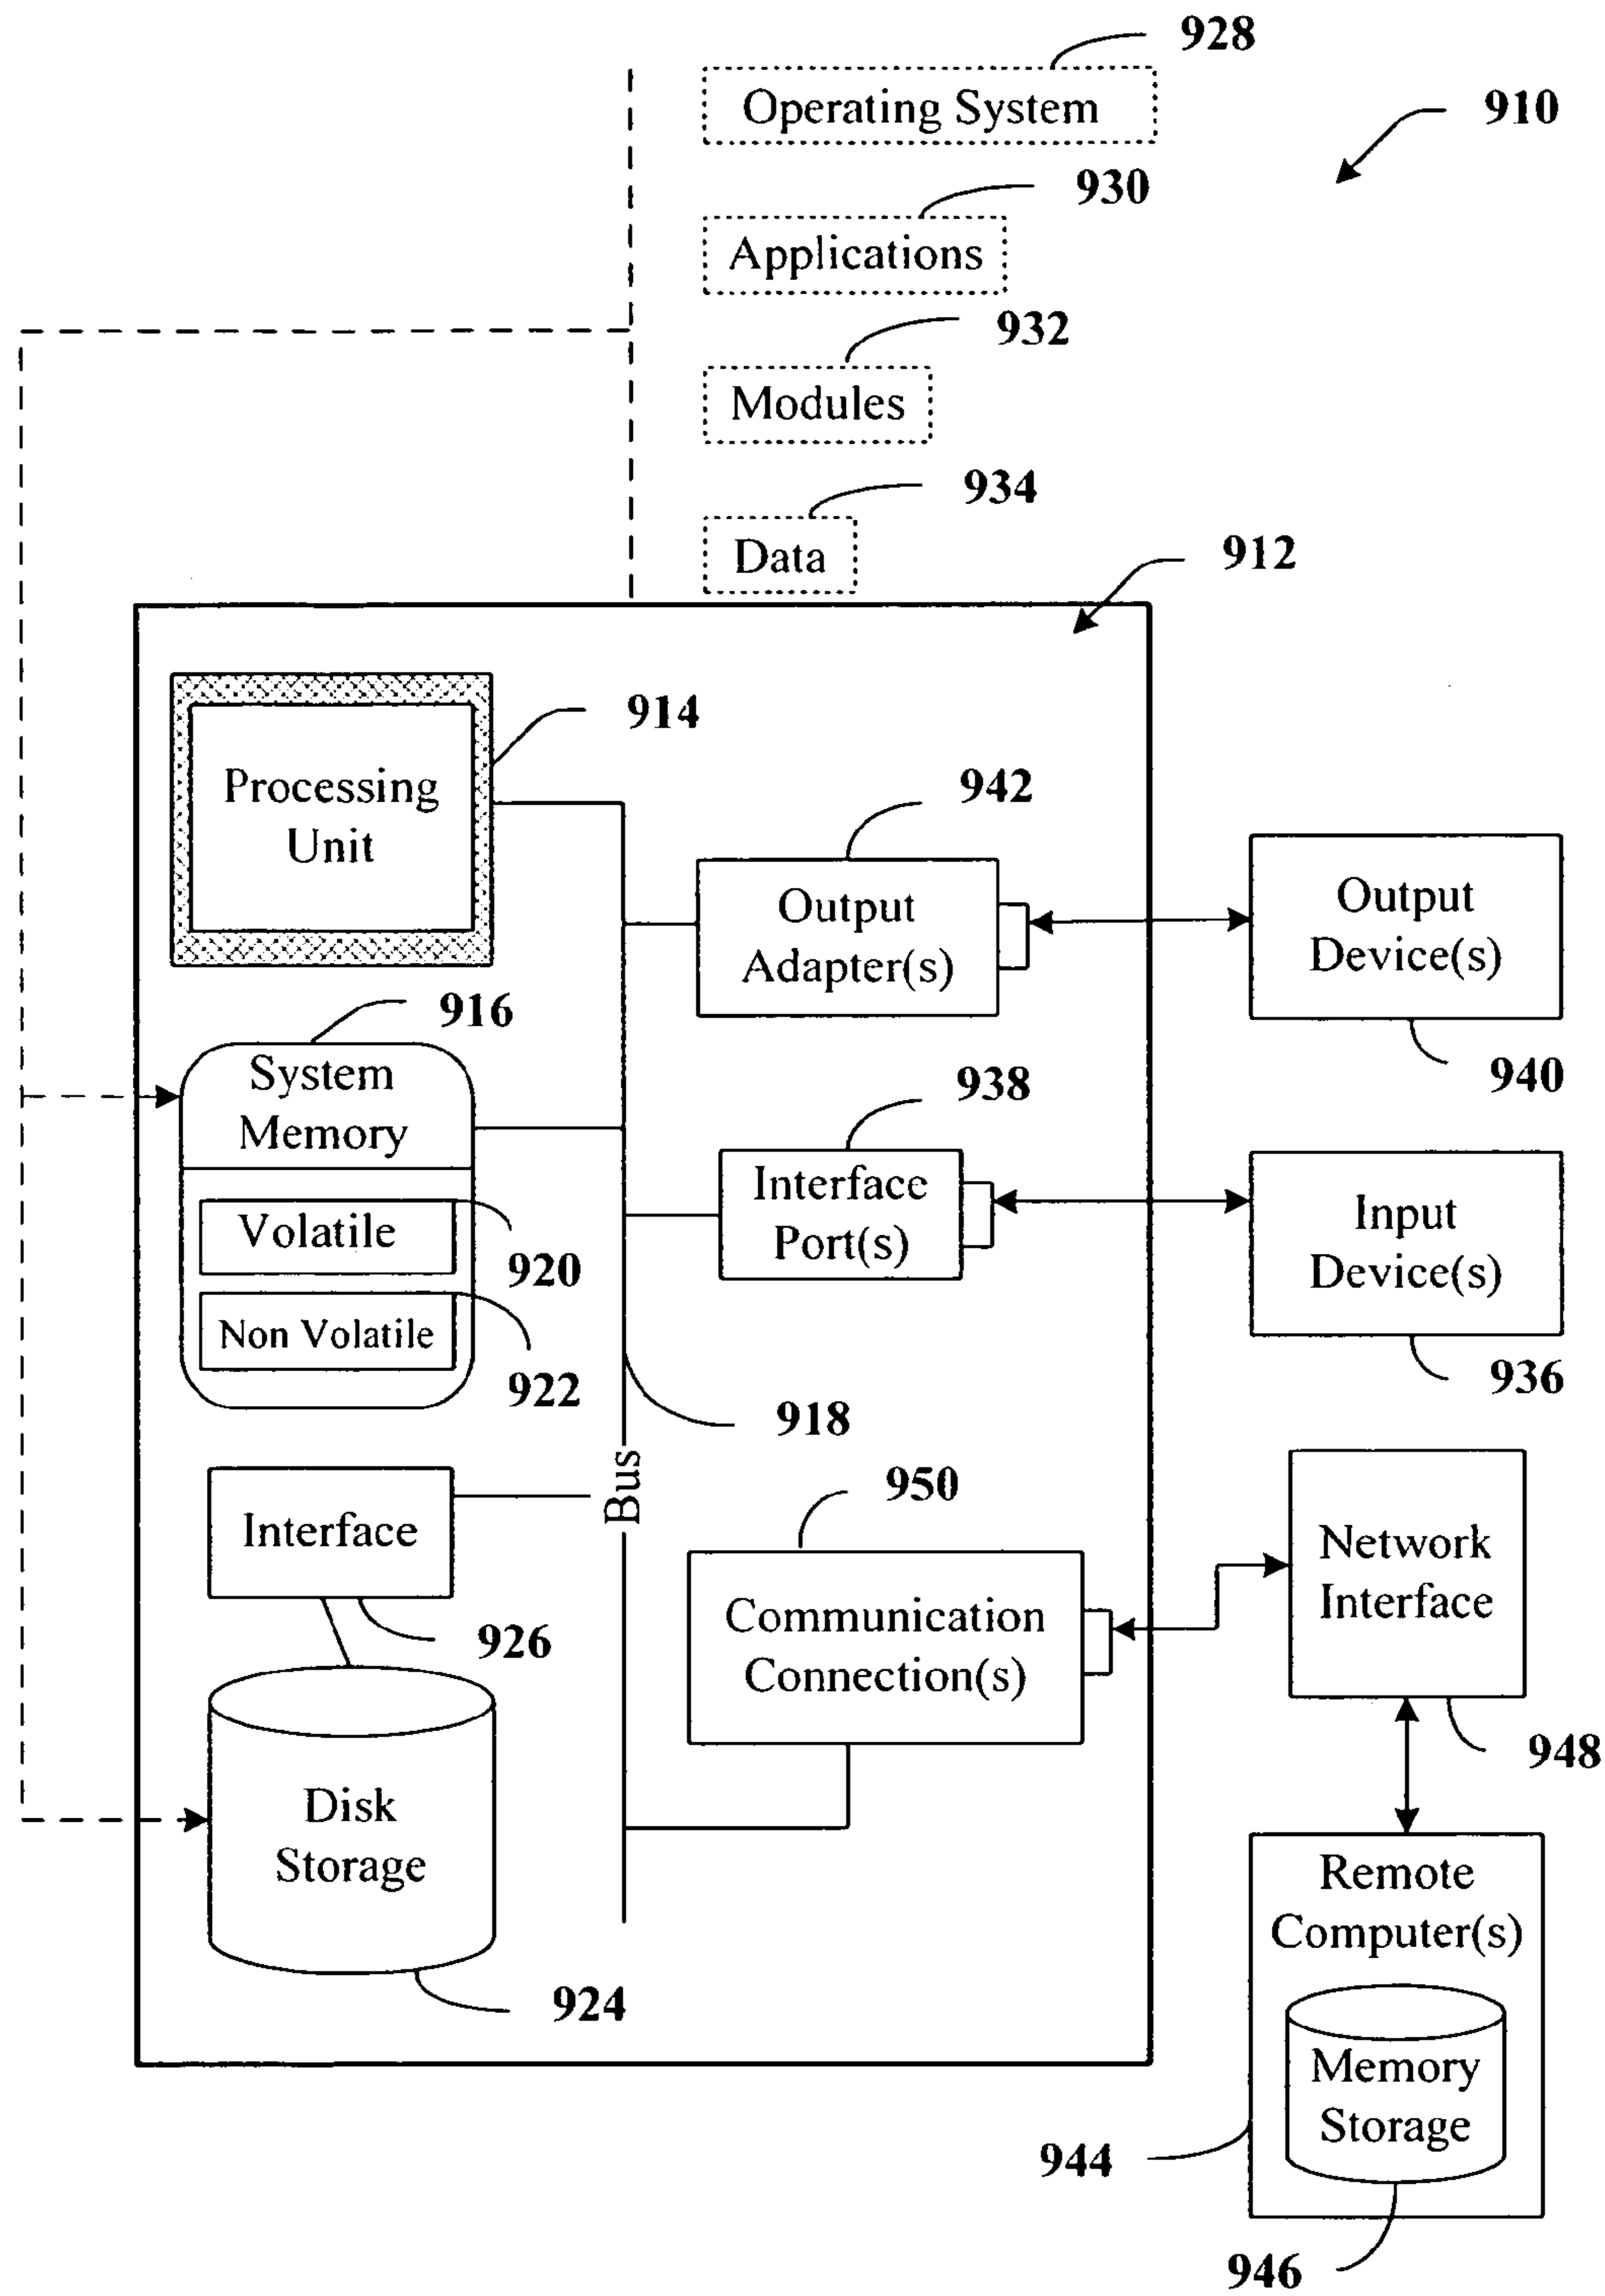 928
Operating System
910
930
Applications
932
Modules
934
Data
912
914
Processing
Unit
942
Output
Adapter(s)
Output
Device(s)
940
916
System
Memory
938
Interface
Port(s)
Input
Device(s)
936
Volatile
920
Non Volatile
922
918
Bus
950
Interface
926
Communication
Connection(s)
Network
Interface
948
Disk
Storage
924
Remote
Computer(s)
Memory
Storage
944
946